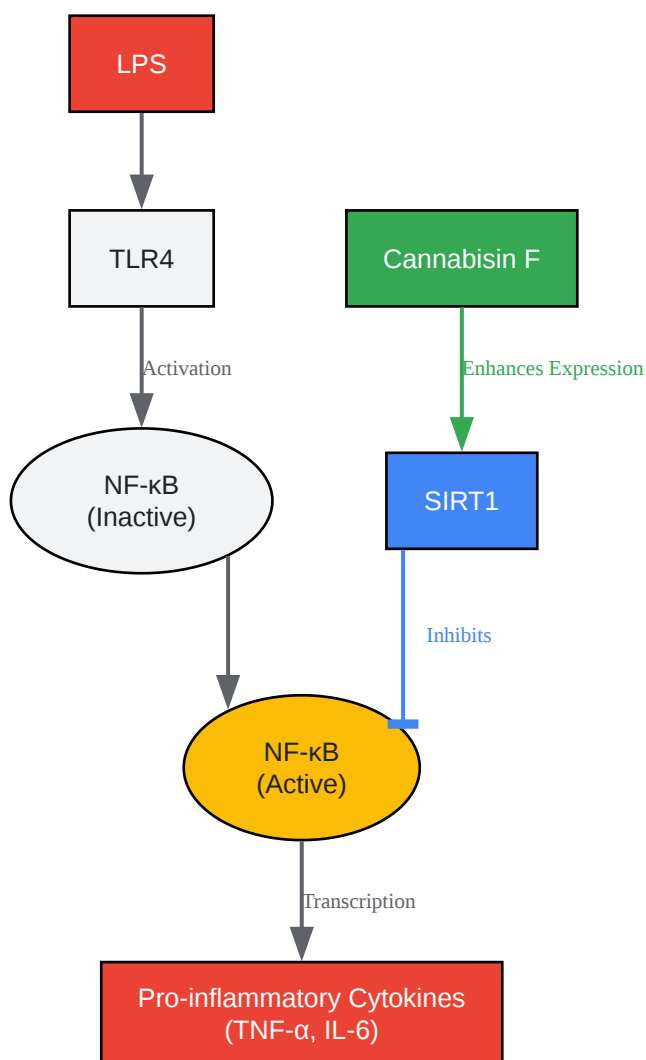 LPS
TLR4
Cannabisin F
Activation
Enhances Expression
NF-κB
(Inactive)
SIRT1
Inhibits
NF-κB
(Active)
Transcription
Pro-inflammatory Cytokines
(TNF-α, IL-6)